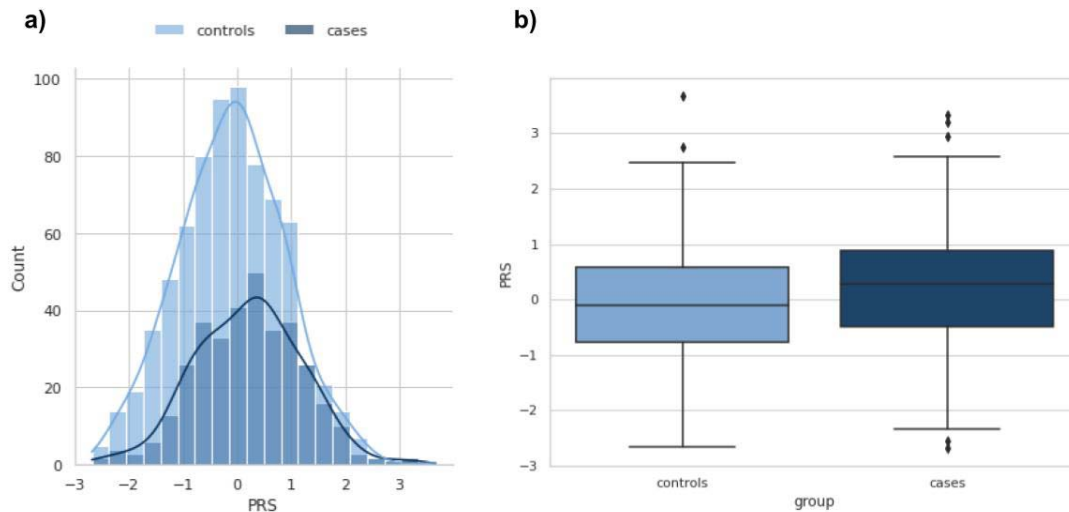 a)
controls
cases
100
80
60
40
20
0
Count
−3 −2 −1 0 1 2 3
PRS
b)
3
2
1
0
−1
−2
−3
PRS
controls cases
group